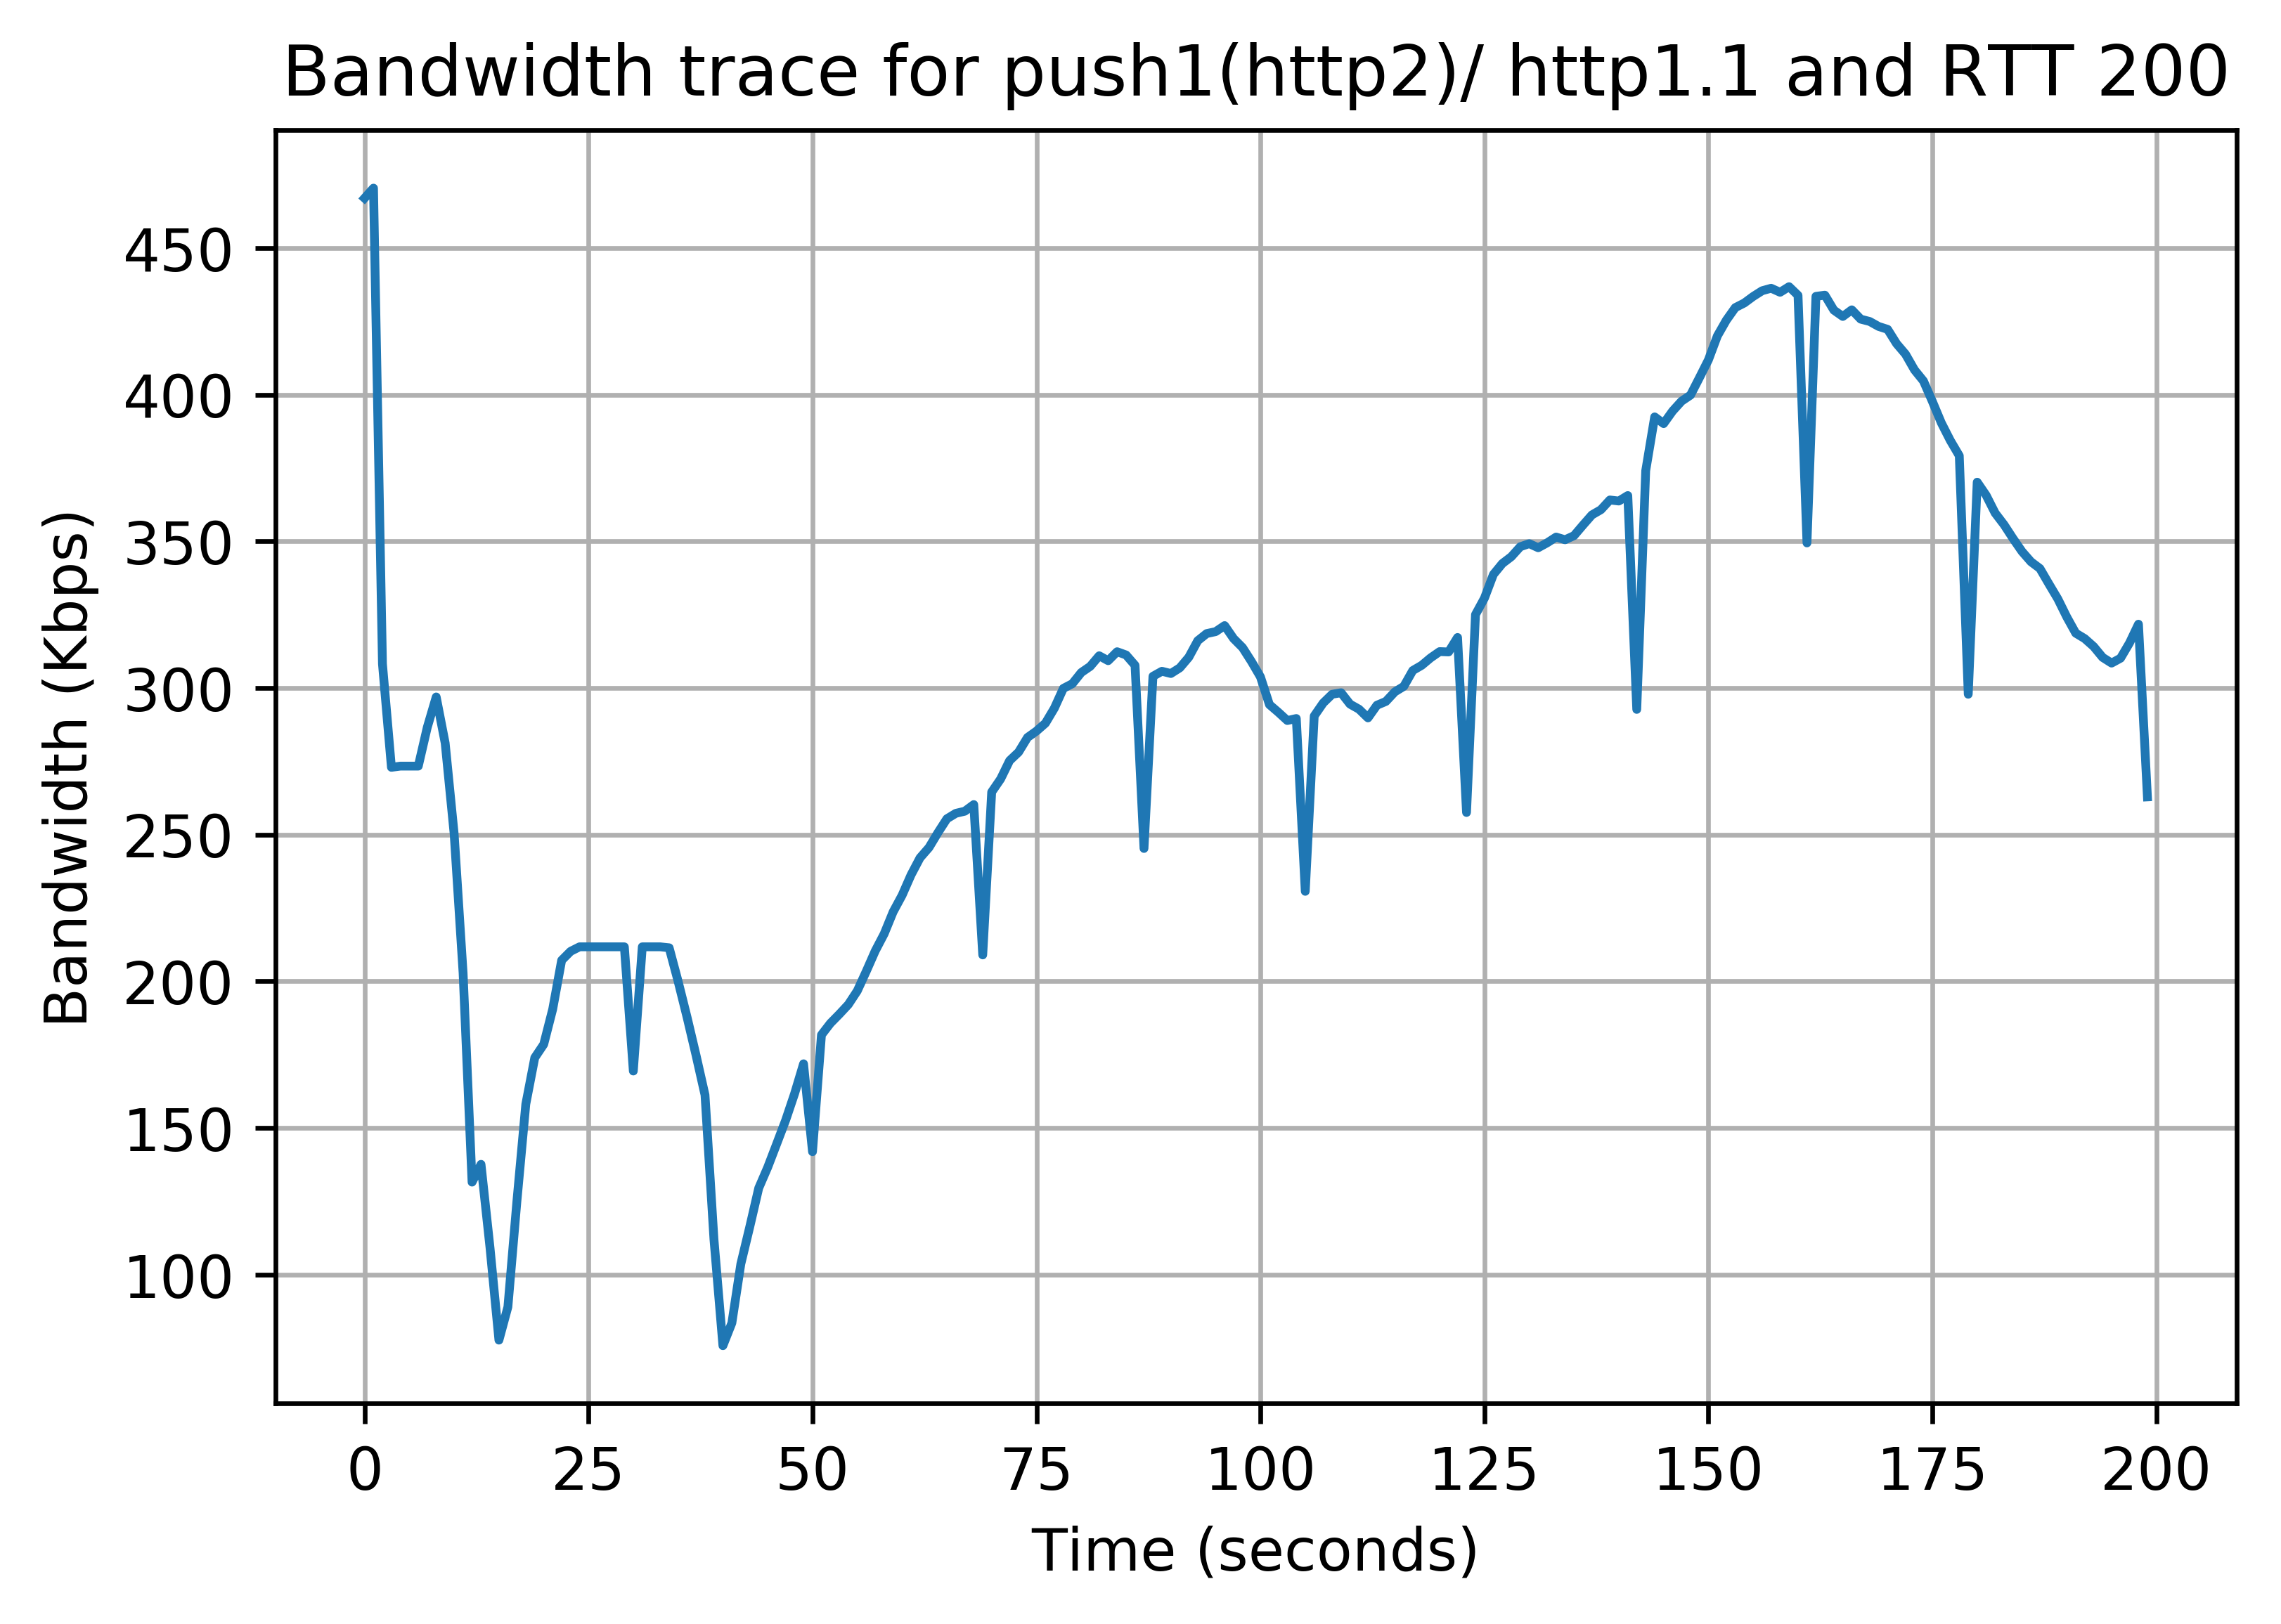 Bandwidth trace for push1(http2)/ http1.1 and RTT 200
Bandwidth (Kbps)
450
400
350
300
250
200
150
100
0 25 50 75 100 125 150 175 200
Time (seconds)